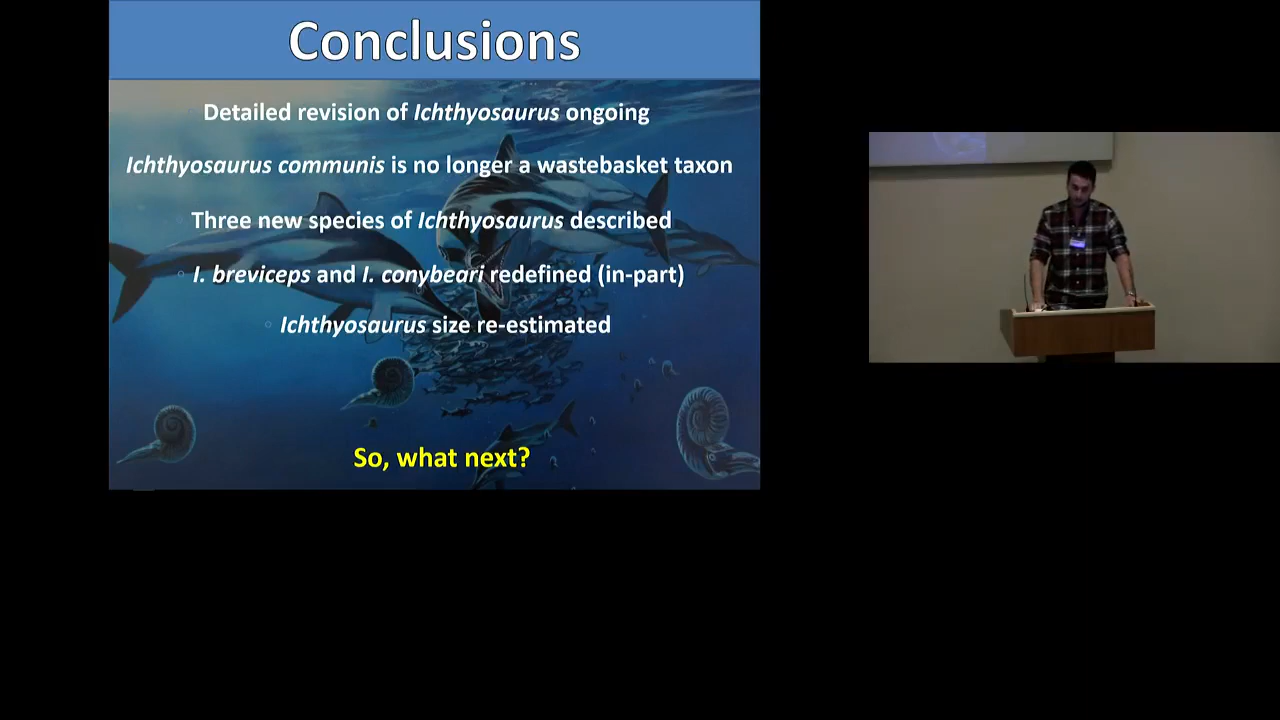 Conclusions
Detailed revision of Ichthyosaurus ongoing
Ichthyosaurus communis is no longer a wastebasket taxon
Three new species of Ichthyosaurus described
I. breviceps and I. conybeari redefined (in-part)
Ichthyosaurus size re-estimated
So, what next?